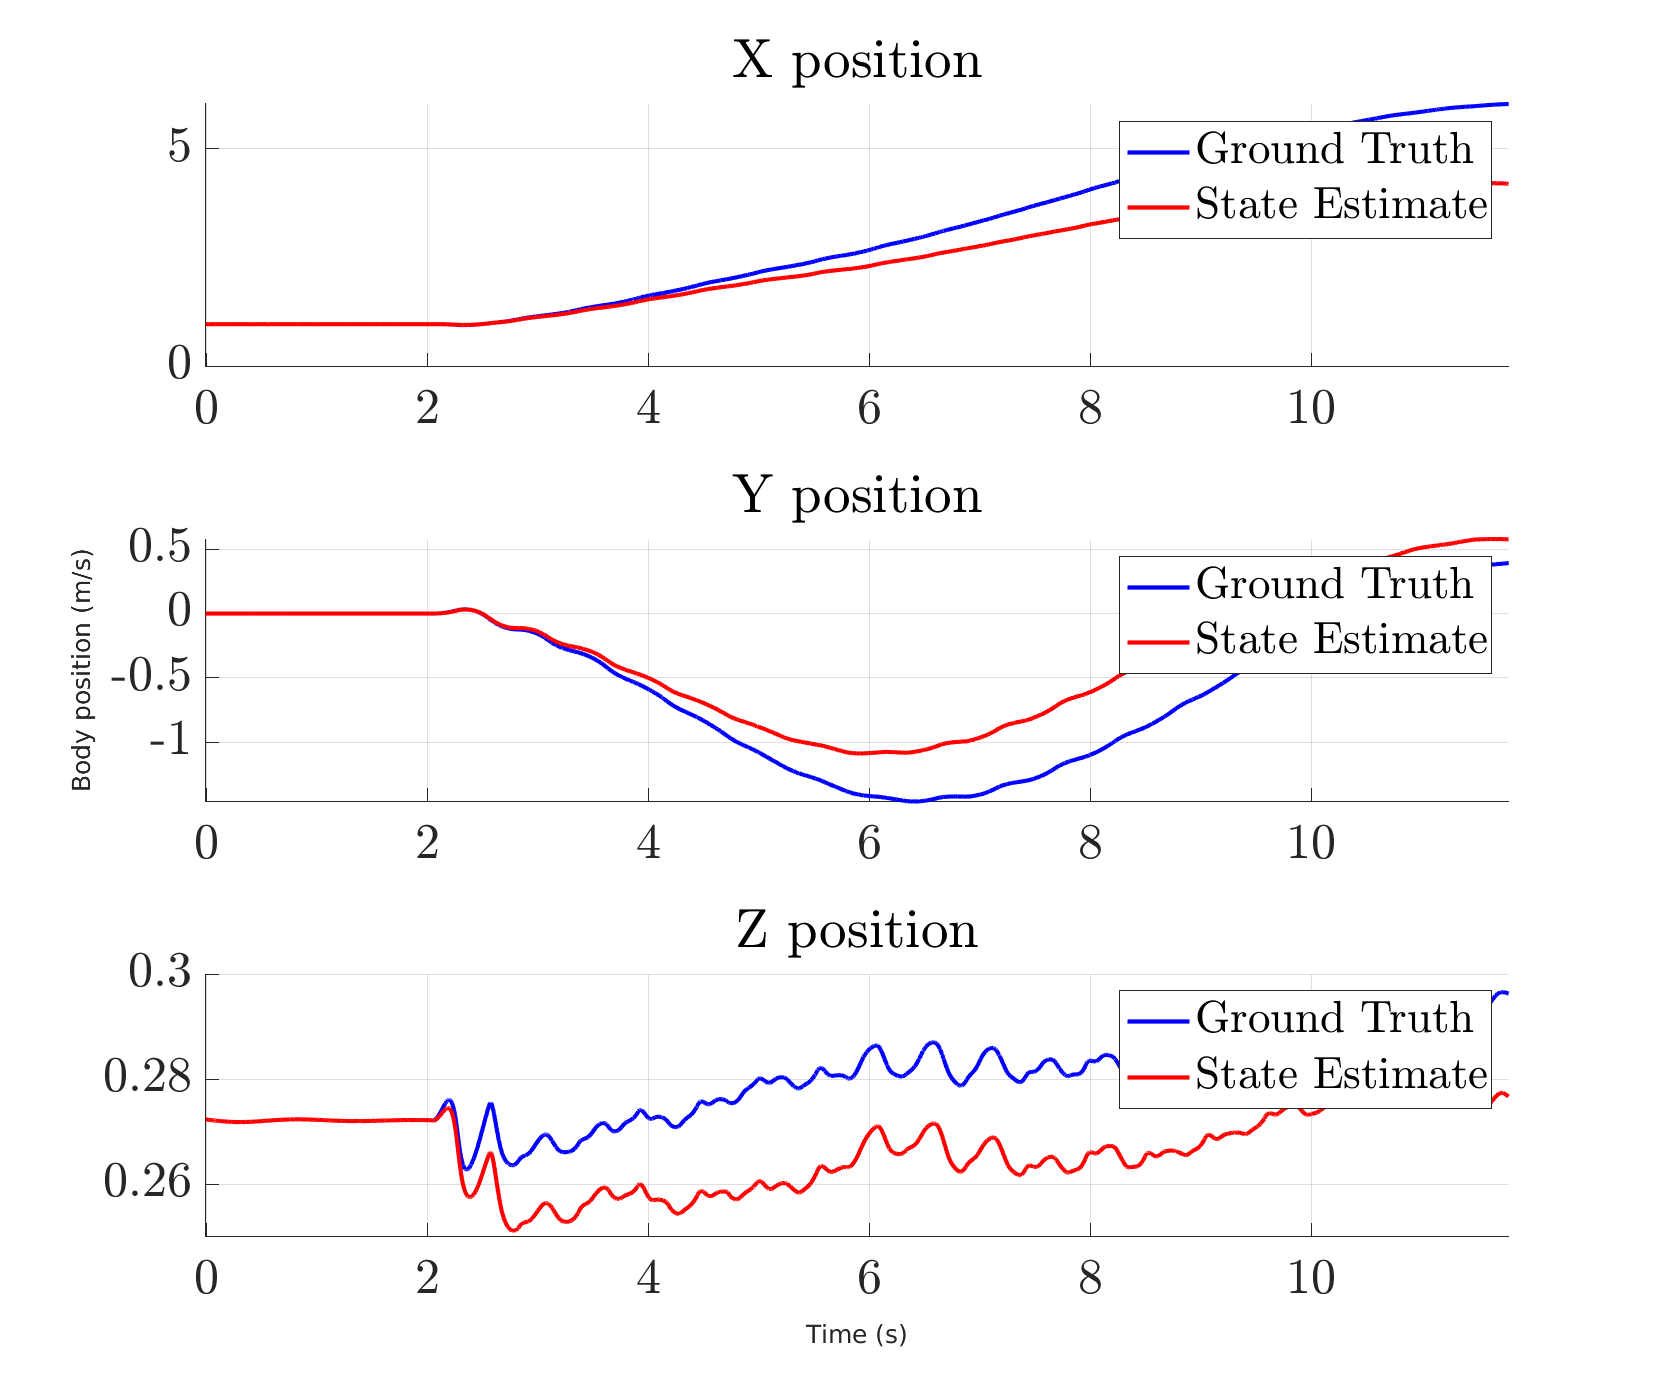 X position
5
0
0 2 4 6 8 10
Ground Truth
State Estimate
Y position
Body position (m/s)
0.5
0
-0.5
-1
0 2 4 6 8 10
Ground Truth
State Estimate
Z position
0.3
0.28
0.26
0 2 4 6 8 10
Ground Truth
State Estimate
Time (s)